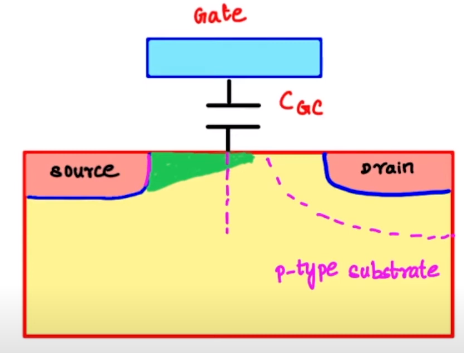 Gate
CGC
source
Drain
p-type substrate